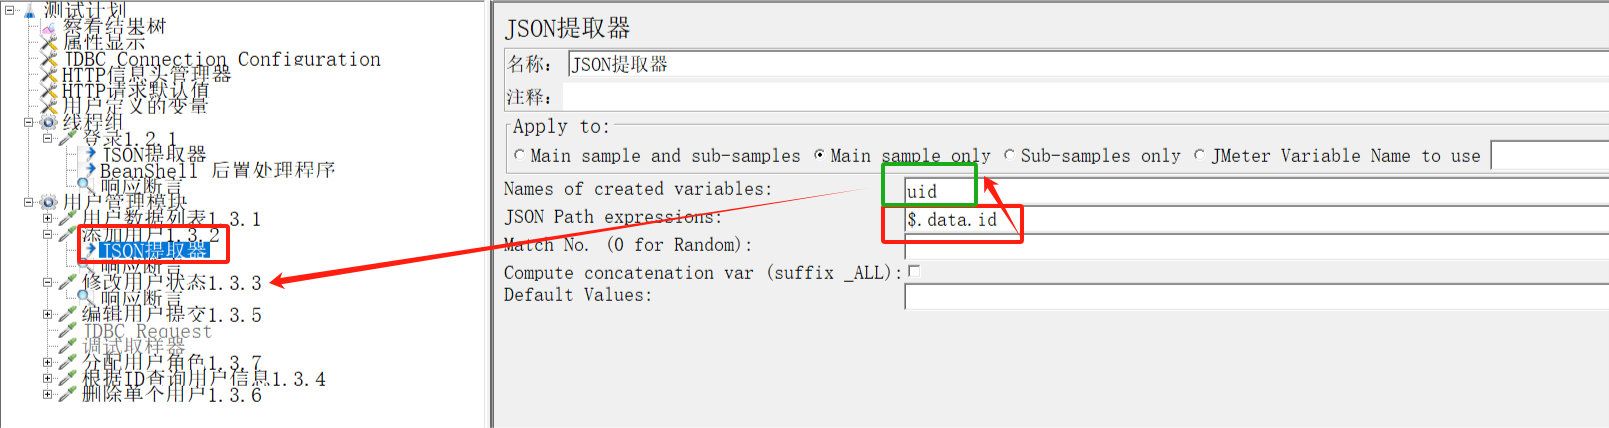 测试计划
察看结果树
属性显示
JDBC Connection Configuration
HTTP信息头管理器
HTTP请求默认值
用户定义的变量
线程组
登录1.2.1
JSON提取器
BeanShell 后置处理程序
响应断言
用户管理模块
用户数据列表1.3.1
添加用户1.3.2
JSON提取器
响应断言
修改用户状态1.3.3
响应断言
编辑用户提交1.3.5
JDBC Request
调试取样器
分配用户角色1.3.7
根据ID查询用户信息1.3.4
删除单个用户1.3.6
JSON提取器
名称： JSON提取器
注释：
Apply to:
Main sample and sub-samples Main sample only Sub-samples only JMeter Variable Name to use
Names of created variables: uid
JSON Path expressions: $.data.id
Match No. (0 for Random):
Compute concatenation var (suffix _ALL):
Default Values: